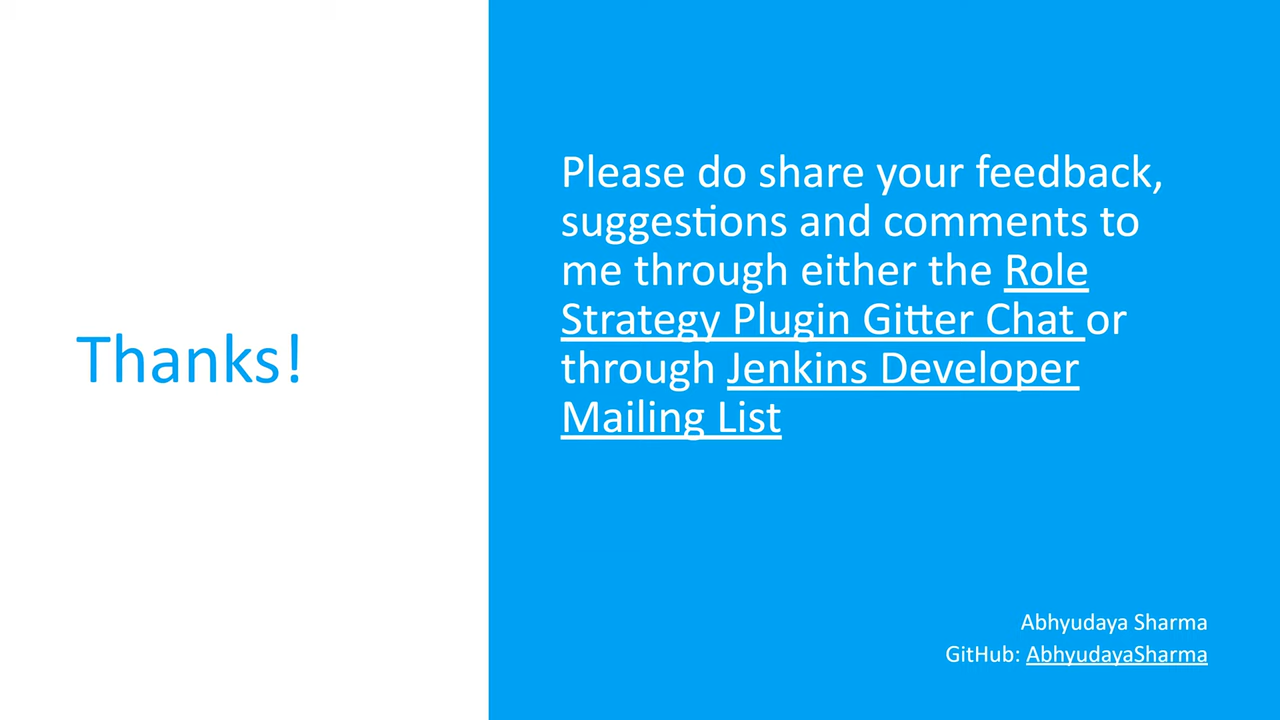 Thanks!
Please do share your feedback,
suggestions and comments to
me through either the Role
Strategy Plugin Gitter Chat or
through Jenkins Developer
Mailing List
Abhyudaya Sharma
GitHub: AbhyudayaSharma